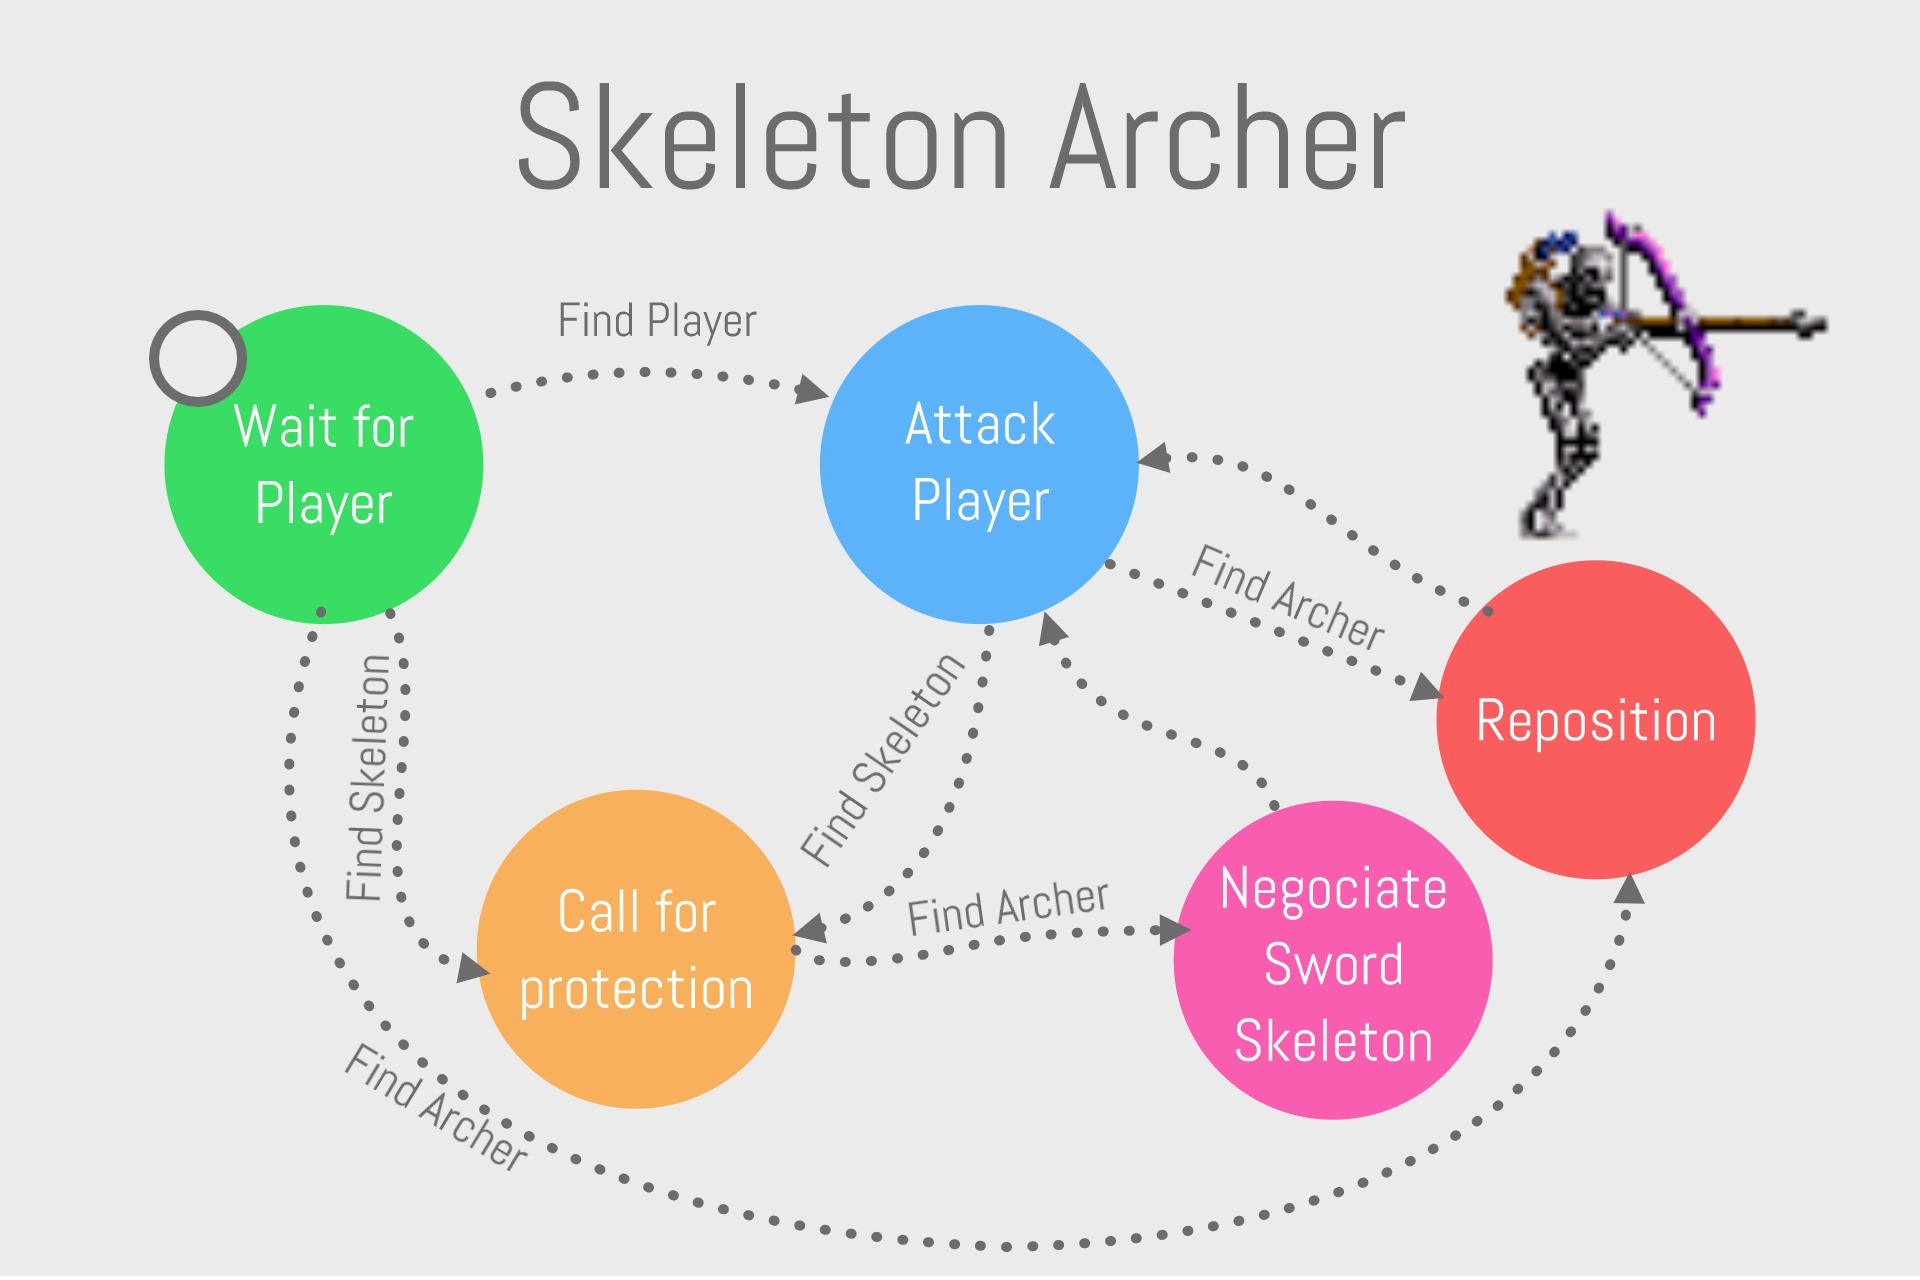 Skeleton Archer
Find Player
Wait for
Player
Attack
Player
Find Archer
Find Skeleton
Find Skeleton
Reposition
Call for
protection
Find Archer
Negociate
Sword
Skeleton
Find Archer